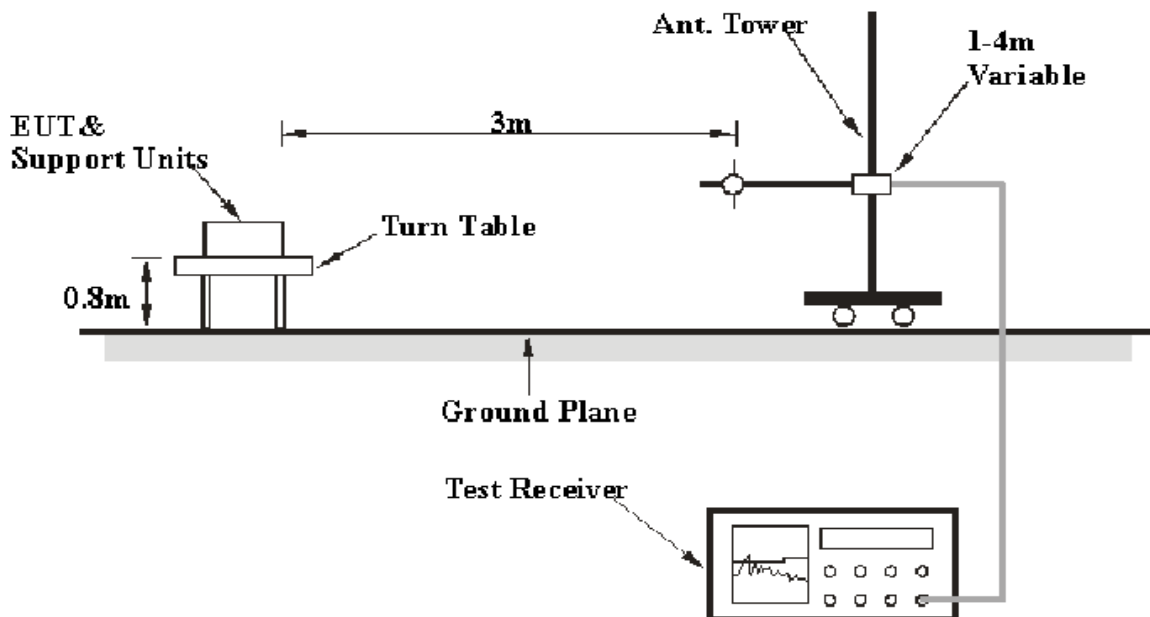 Ant. Tower
1-4m
Variable
3m
EUT&
Support Units
Turn Table
0.8m
Ground Plane
Test Receiver